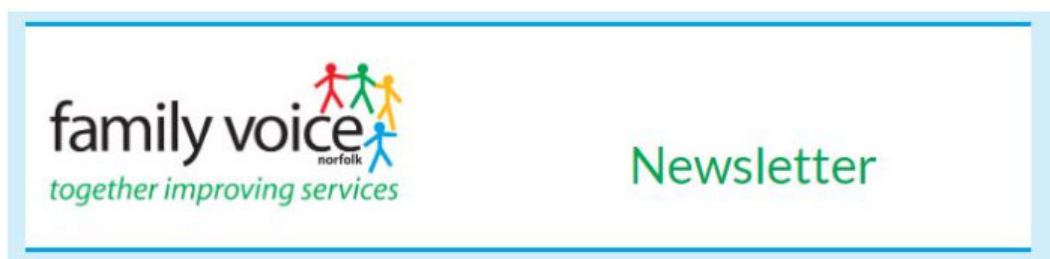 family voice
norfolk
together improving services
Newsletter